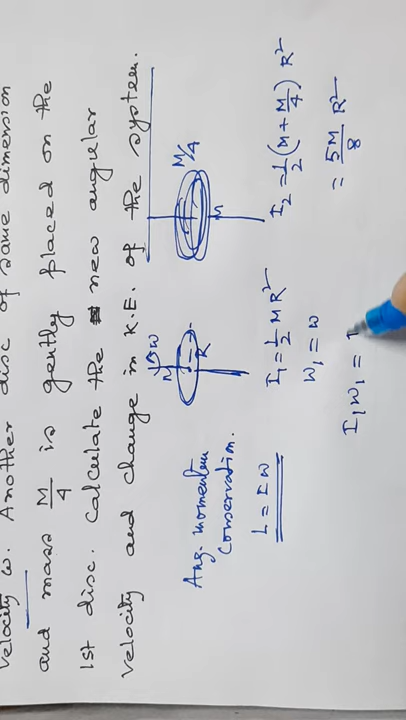 velocity ω. Another disc of same dimension
and mass M/4 is gently placed on the
1st disc. Calculate the new angular
velocity and change in K.E. of the system.
Ang. momentum
Conservation.
L = I ω
M
ω
R
M/4
M
I₁ = 1/2 M R²
ω₁ = ω
I₁ω₁ = I
I₂ = 1/2 (M + M/4) R²
= 5M/8 R²